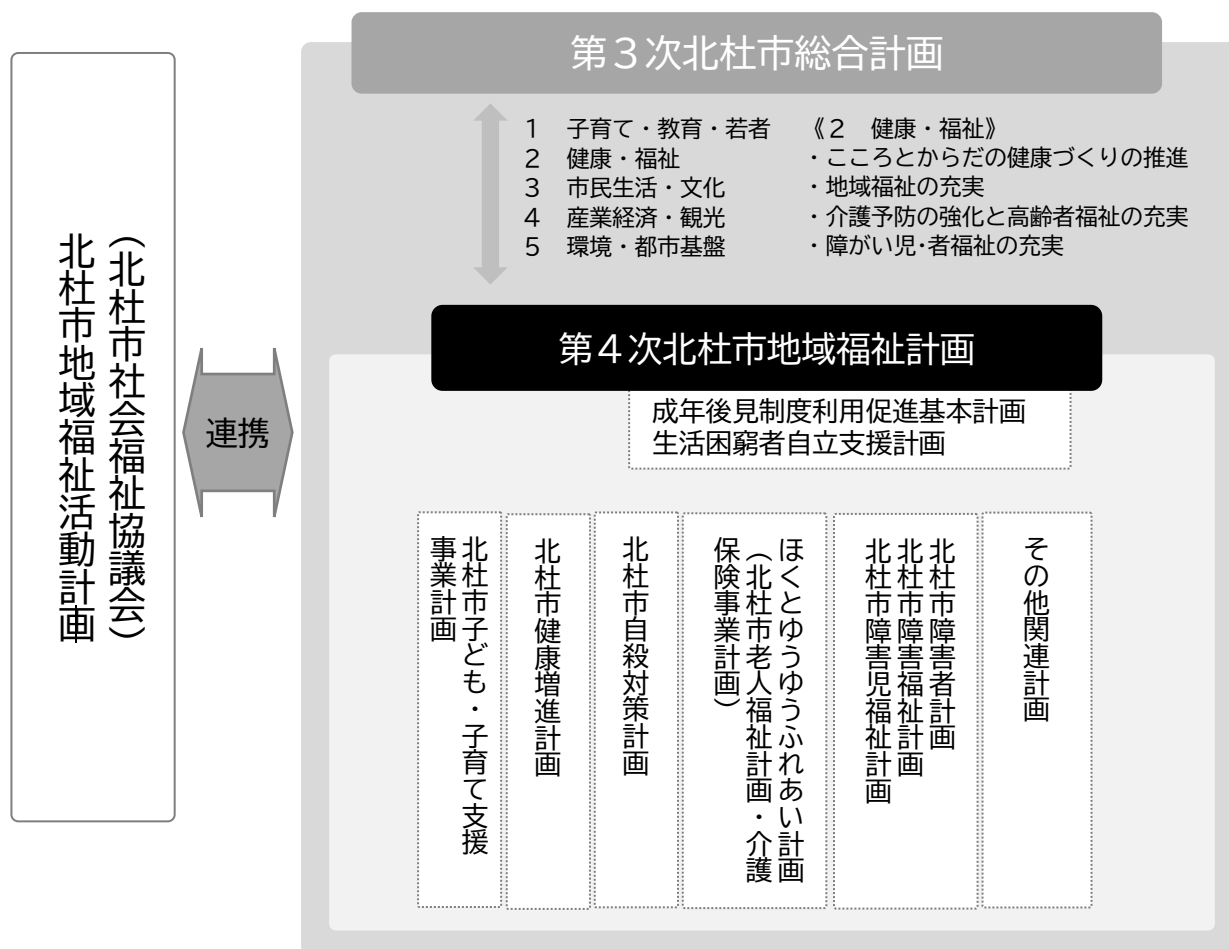 第３次北杜市総合計画
1　子育て・教育・若者
2　健康・福祉
3　市民生活・文化
4　産業経済・観光
5　環境・都市基盤
《2　健康・福祉》
・こころとからだの健康づくりの推進
・地域福祉の充実
・介護予防の強化と高齢者福祉の充実
・障がい児･者福祉の充実
（北杜市社会福祉協議会）
北杜市地域福祉活動計画
連携
第４次北杜市地域福祉計画
成年後見制度利用促進基本計画
生活困窮者自立支援計画
北杜市子ども・子育て支援
事業計画
北杜市健康増進計画
北杜市自殺対策計画
ほくとゆうゆうふれあい計画
（北杜市老人福祉計画・介護
保険事業計画）
北杜市障害者計画
北杜市障害福祉計画
北杜市障害児福祉計画
その他関連計画